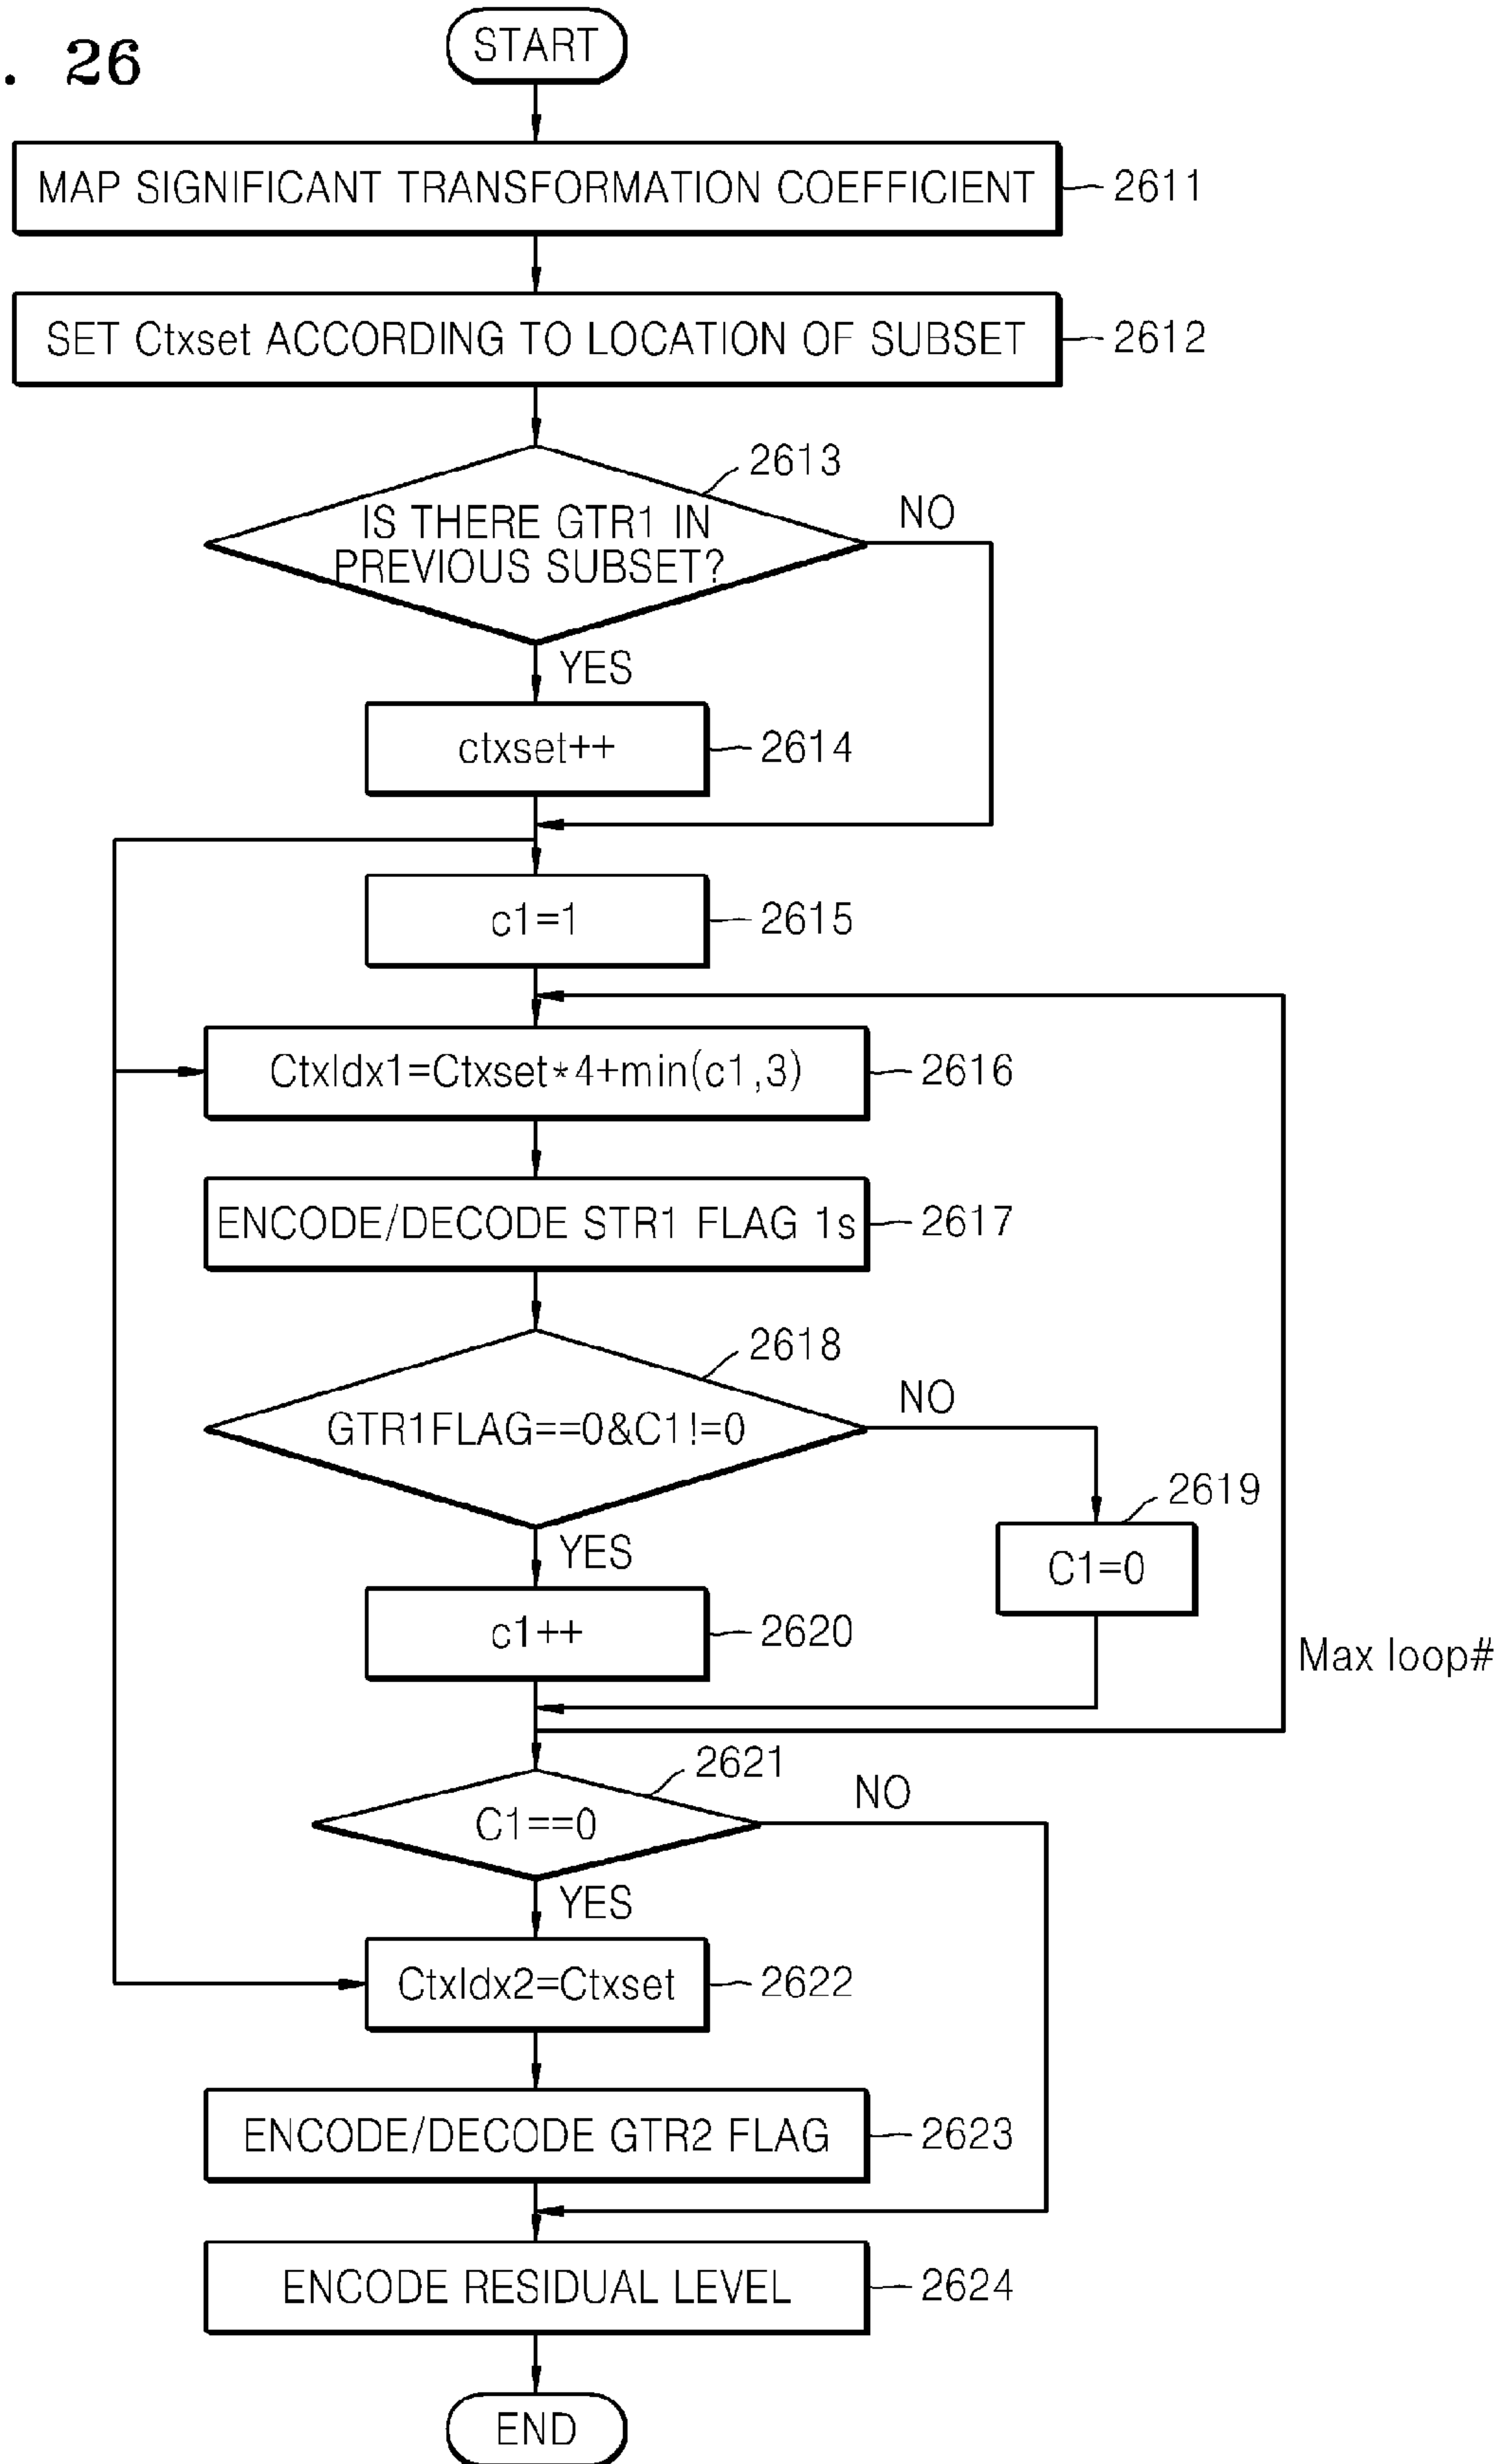 . 26
START
MAP SIGNIFICANT TRANSFORMATION COEFFICIENT
2611
SET Ctxset ACCORDING TO LOCATION OF SUBSET
2612
2613
IS THERE GTR1 IN
PREVIOUS SUBSET?
NO
YES
ctxset++
2614
c1=1
2615
CtxIdx1=Ctxset*4+min(c1,3)
2616
ENCODE/DECODE STR1 FLAG 1s
2617
2618
GTR1FLAG==0&C1!=0
NO
2619
C1=0
YES
c1++
2620
Max loop#
2621
C1==0
NO
YES
CtxIdx2=Ctxset
2622
ENCODE/DECODE GTR2 FLAG
2623
ENCODE RESIDUAL LEVEL
2624
END